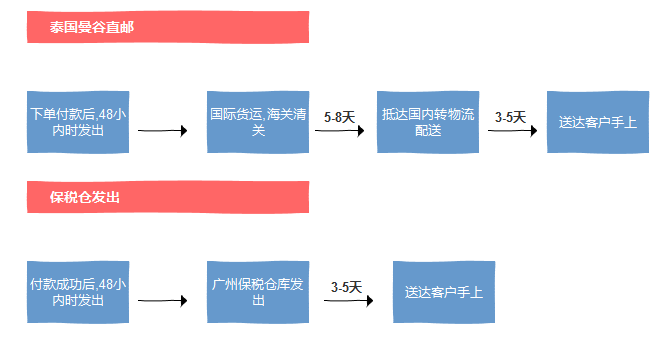 泰国曼谷直邮
下单付款后,48小
内时发出
国际货运,海关清
关
5-8天
抵达国内转物流
配送
3-5天
送达客户手上
保税仓发出
付款成功后,48小
内时发出
广州保税仓库发
出
3-5天
送达客户手上